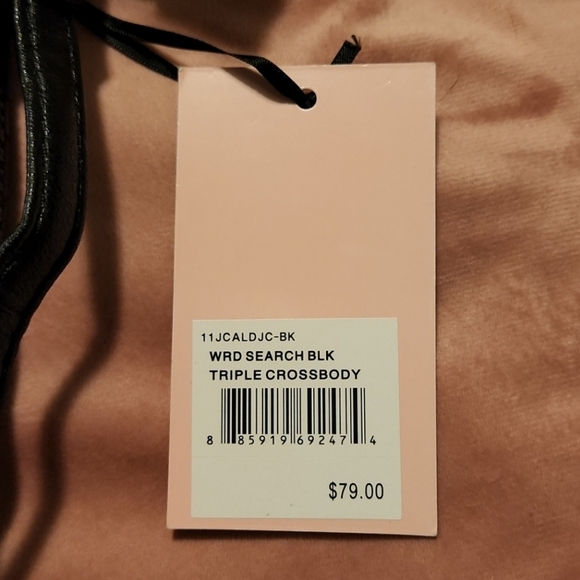 11JCALDJC-BK
WRD SEARCH BLK
TRIPLE CROSSBODY
8 85919 69247 4
$79.00